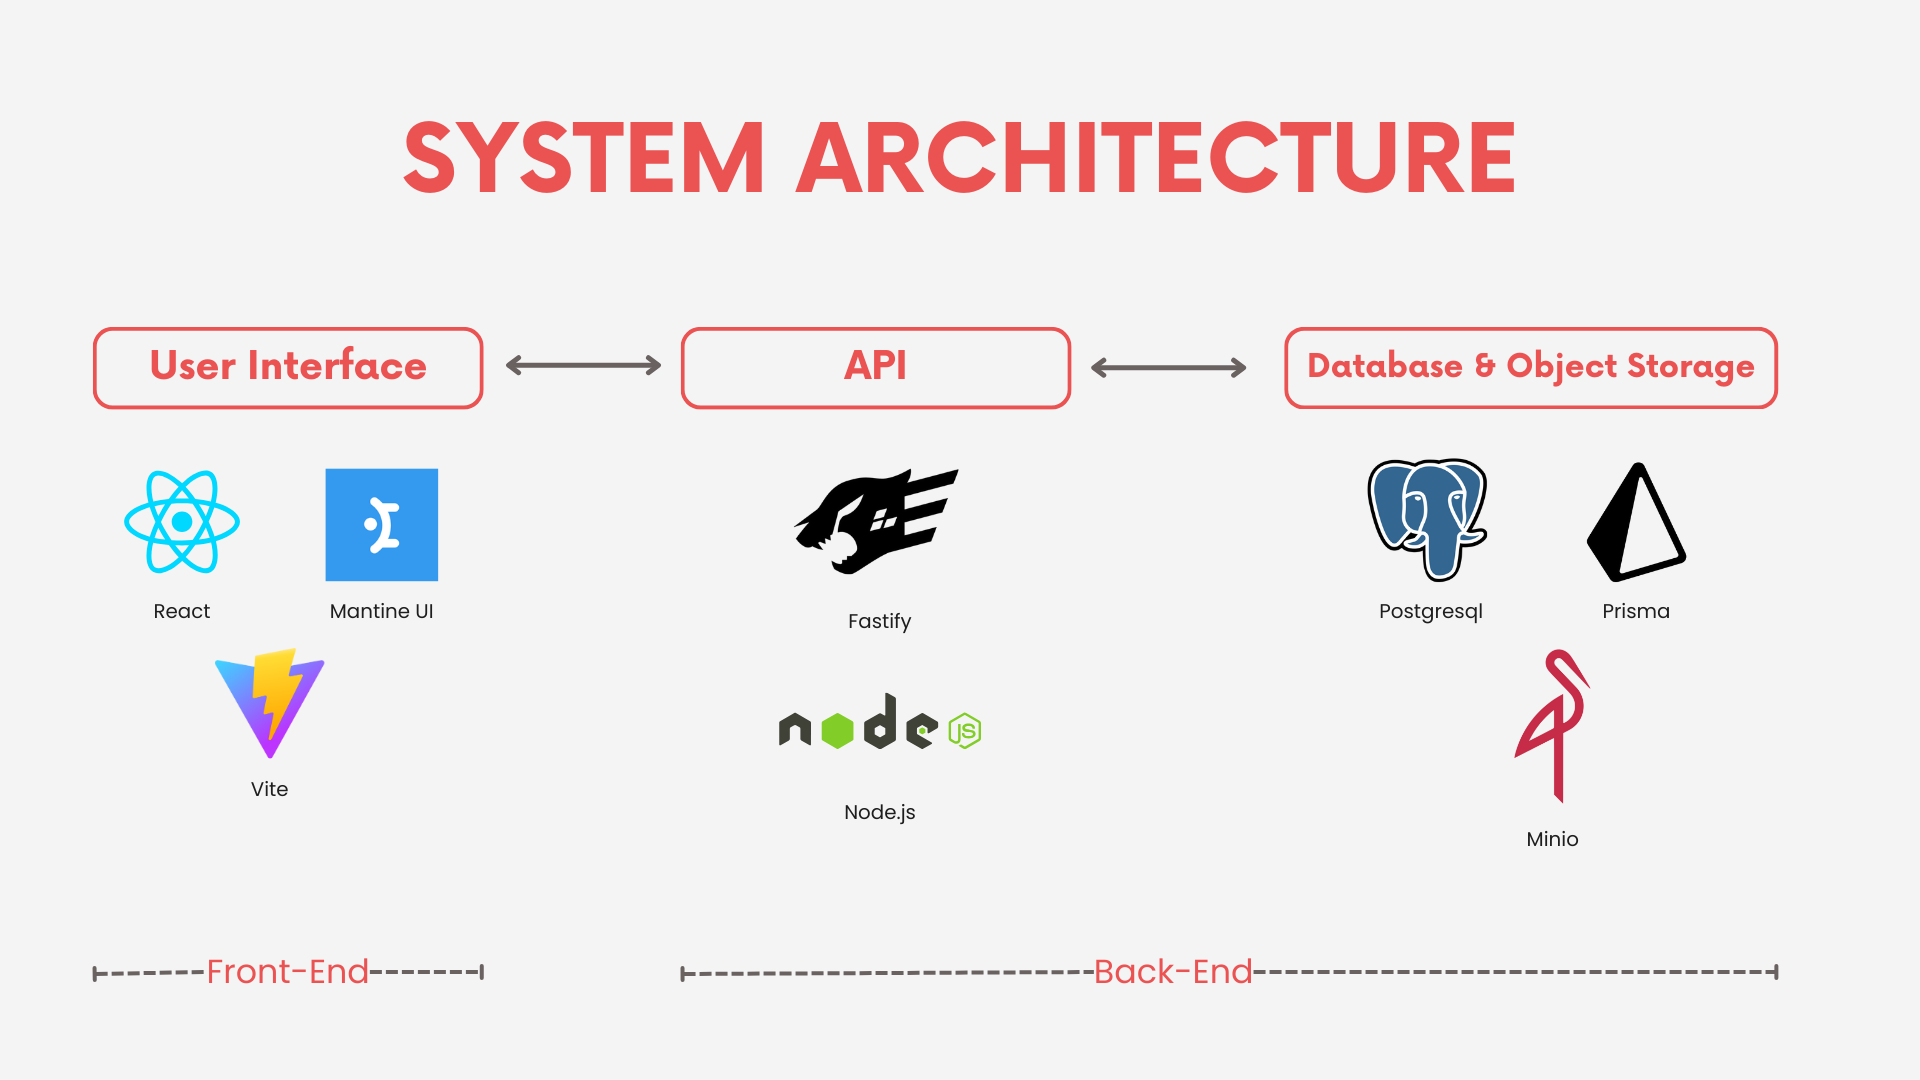 SYSTEM ARCHITECTURE
User Interface
API
Database & Object Storage
React
Mantine UI
Vite
Fastify
node JS
Node.js
Postgresql
Prisma
Minio
Front-End
Back-End